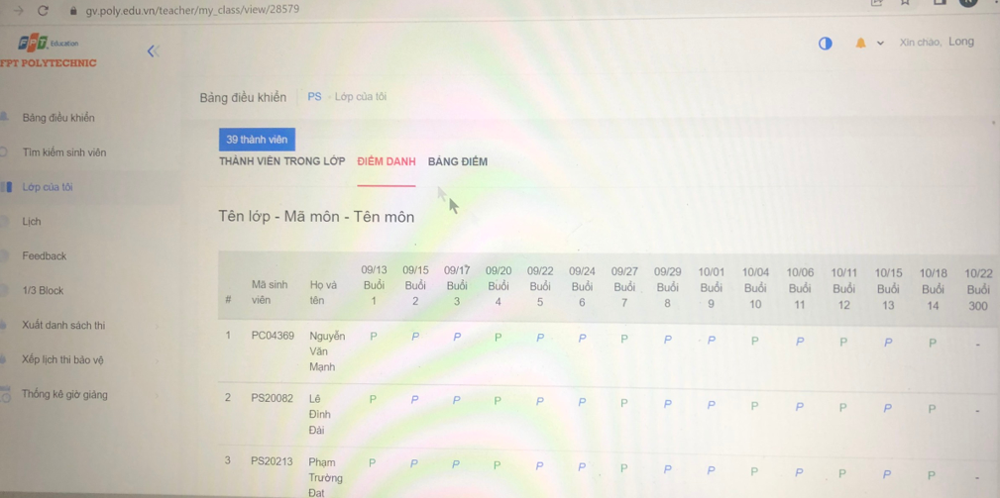 gv.poly.edu.vn/teacher/my_class/view/28579
FPT. Education
FPT POLYTECHNIC
Xin chào, Long
Bảng điều khiển
Tìm kiếm sinh viên
Lớp của tôi
Lịch
Feedback
1/3 Block
Xuất danh sách thi
Xếp lịch thi bảo vệ
Thống kê giờ giảng
Bảng điều khiển PS - Lớp của tôi
39 thành viên
THÀNH VIÊN TRONG LỚP ĐIỂM DANH BẢNG ĐIỂM
Tên lớp - Mã môn - Tên môn
09/13 09/15 09/17 09/20 09/22 09/24 09/27 09/29 10/01 10/04 10/06 10/11 10/15 10/18 10/22
Mã sinh Họ và Buổi Buổi Buổi Buổi Buổi Buổi Buổi Buổi Buổi Buổi Buổi Buổi Buổi Buổi Buổi
# viên tên 1 2 3 4 5 6 7 8 9 10 11 12 13 14 300
1 PC04369 Nguyễn P P P P P P P P P P P P P P -
Văn
Mạnh
2 PS20082 Lê P P P P P P P P P P P P P P -
Đình
Đài
3 PS20213 Phạm P P P P P P P P P P P P P P -
Trường
Đạt